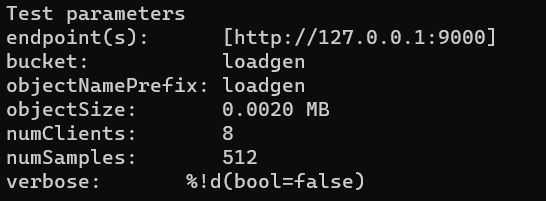 Test parameters
endpoint(s):      [http://127.0.0.1:9000]
bucket:           loadgen
objectNamePrefix: loadgen
objectSize:       0.0020 MB
numClients:       8
numSamples:       512
verbose:       %!d(bool=false)